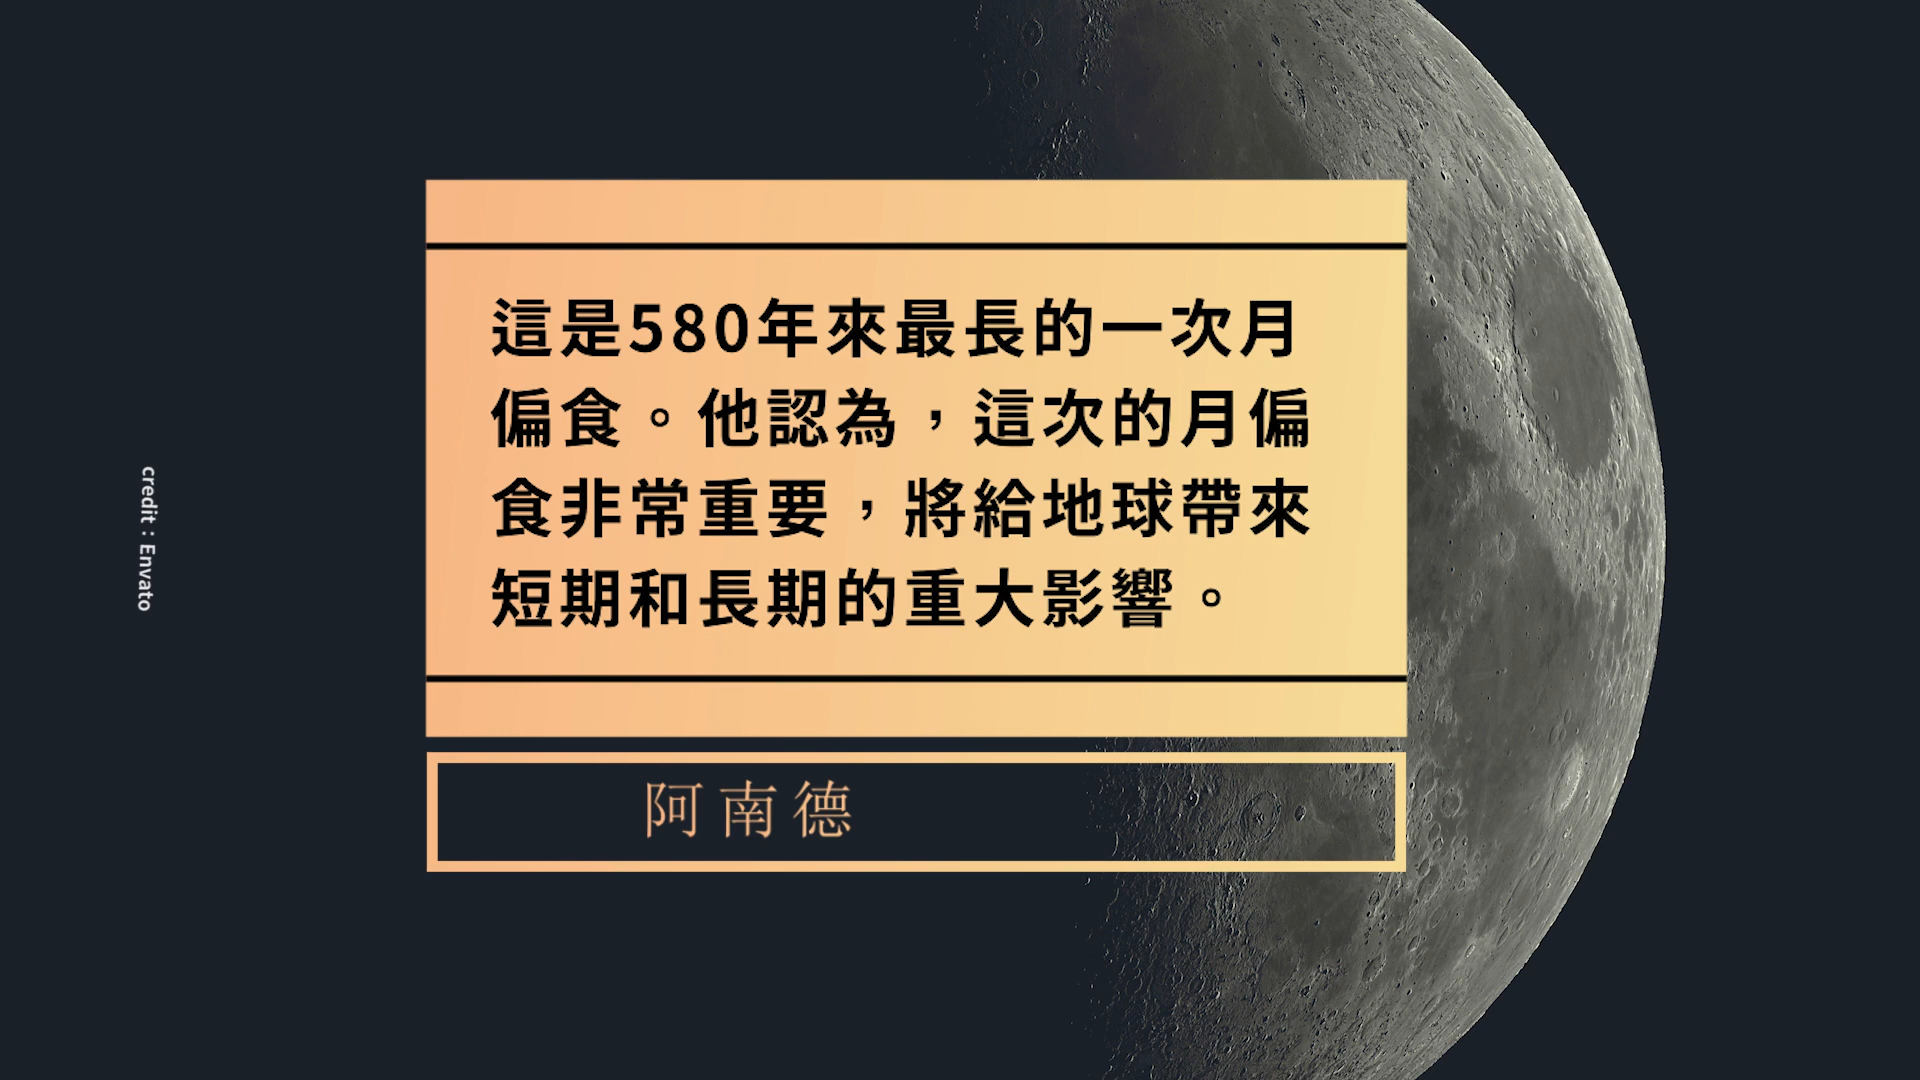 這是580年來最長的一次月
偏食。他認為，這次的月偏
食非常重要，將給地球帶來
短期和長期的重大影響。
阿南德
credit : Envato